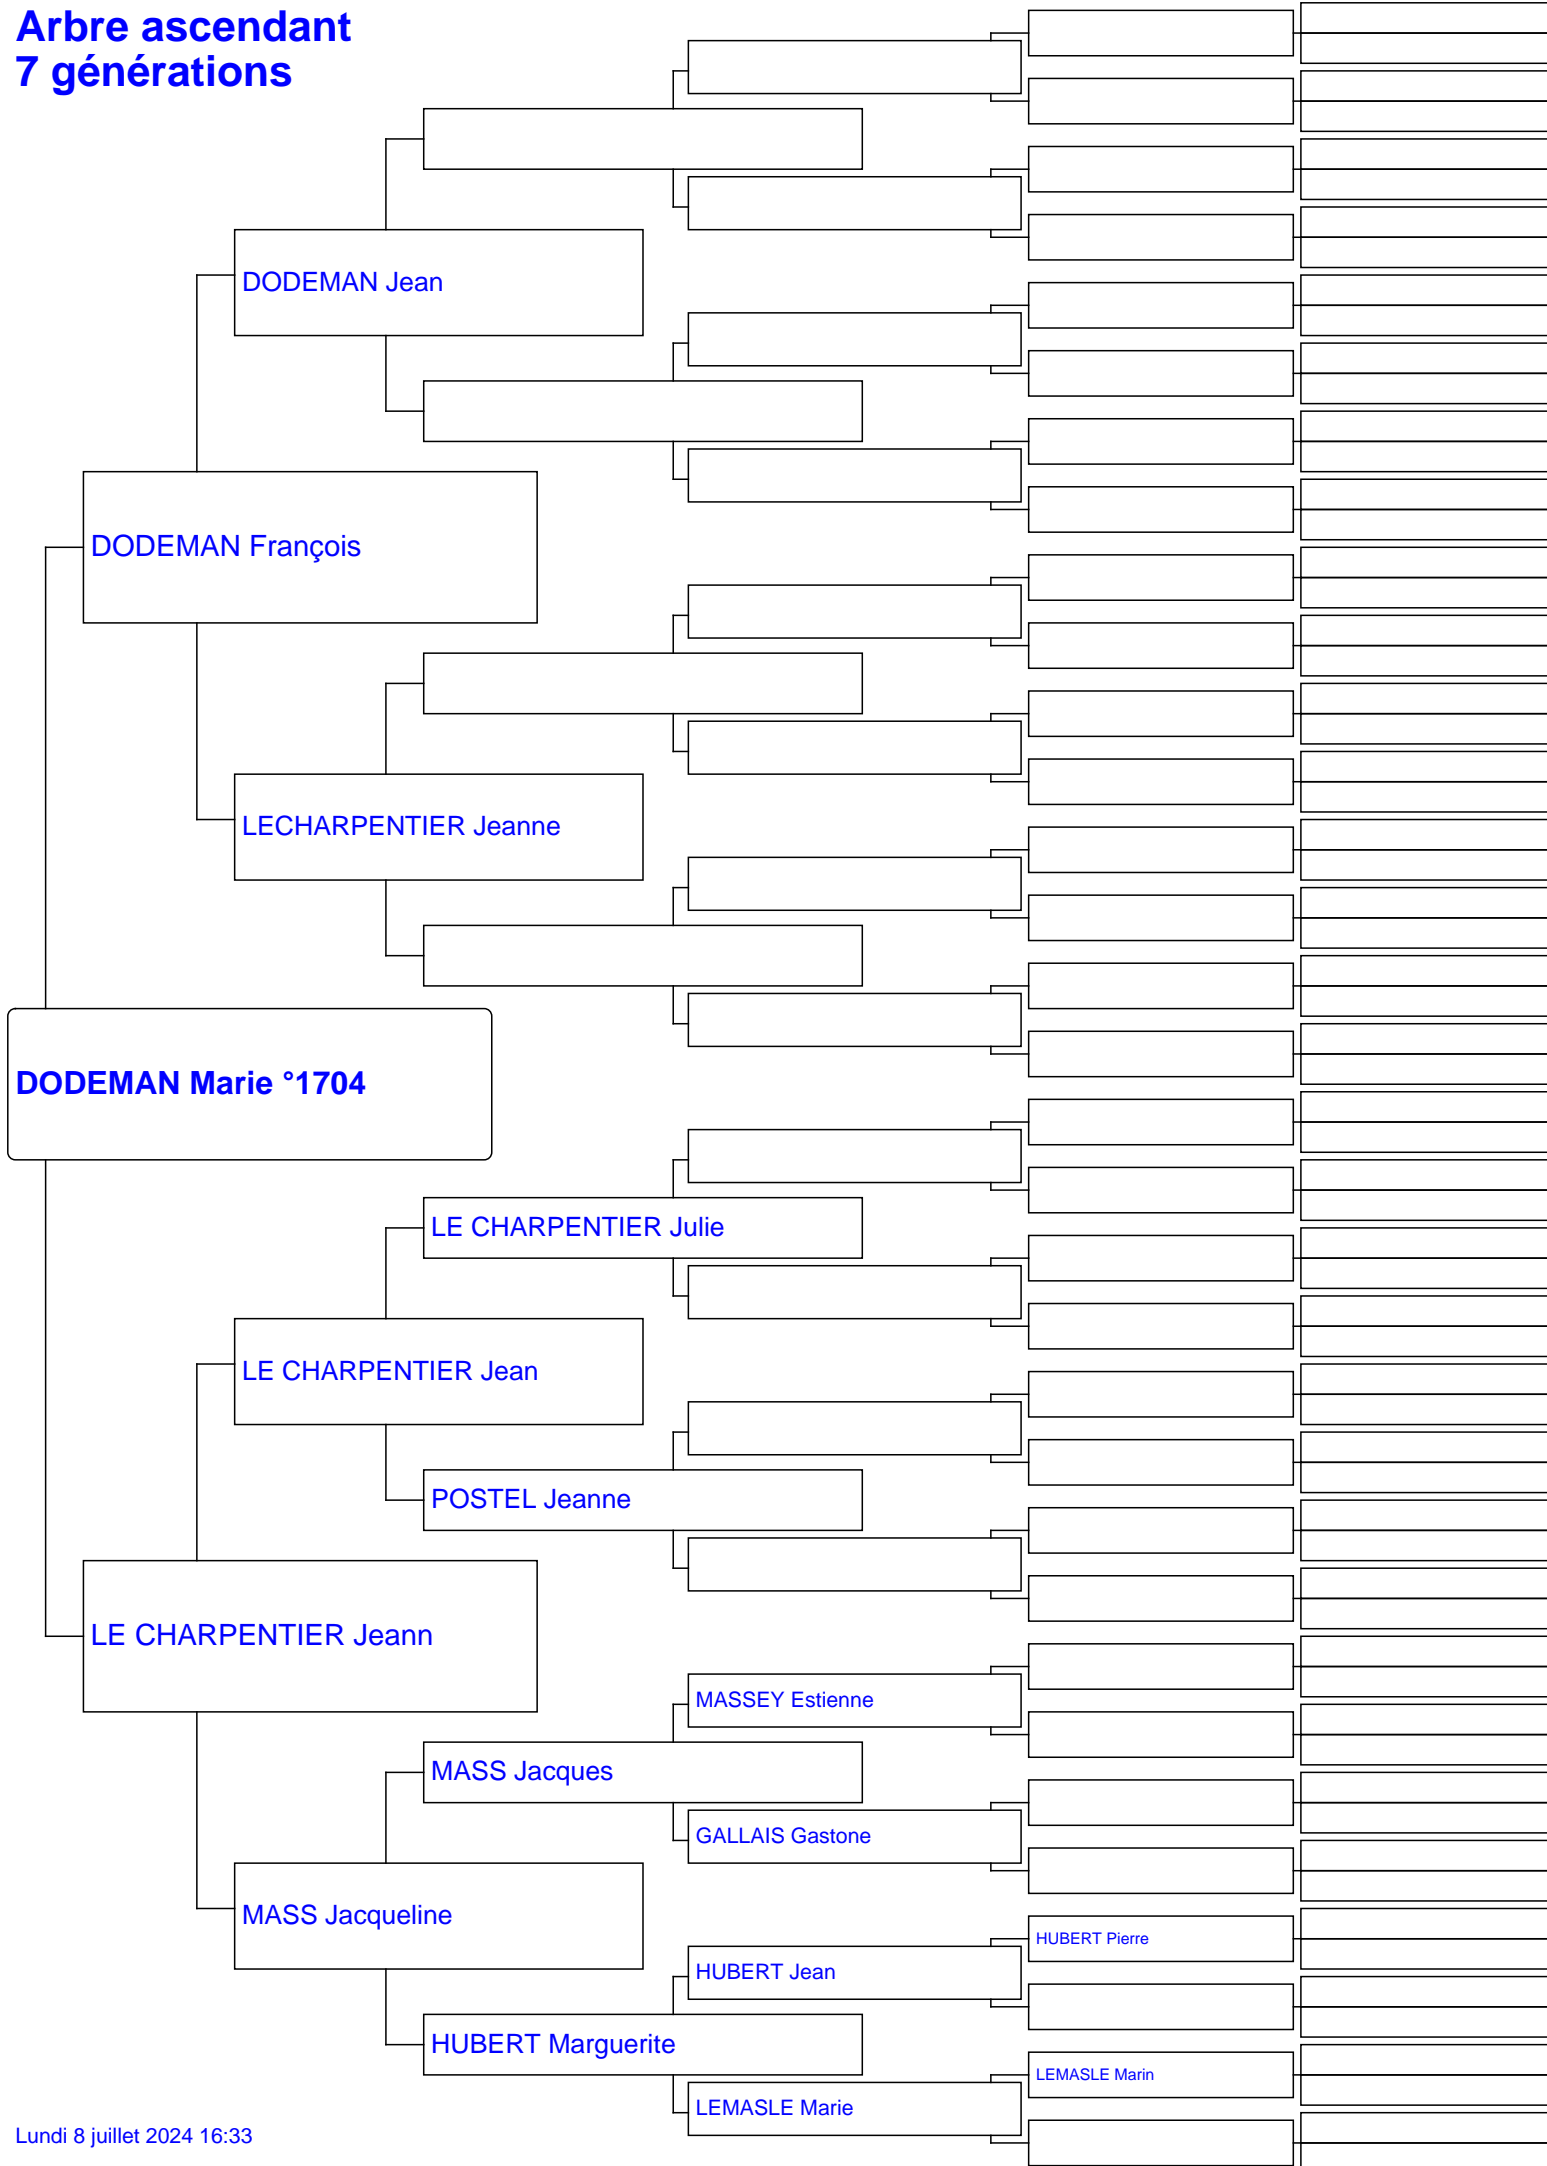 Arbre ascendant
7 générations
DODEMAN Jean
DODEMAN François
LECHARPENTIER Jeanne
DODEMAN Marie °1704
LE CHARPENTIER Julie
LE CHARPENTIER Jean
POSTEL Jeanne
LE CHARPENTIER Jeann
MASSEY Estienne
MASS Jacques
GALLAIS Gastone
MASS Jacqueline
HUBERT Pierre
HUBERT Jean
HUBERT Marguerite
LEMASLE Marin
LEMASLE Marie
Lundi 8 juillet 2024 16:33